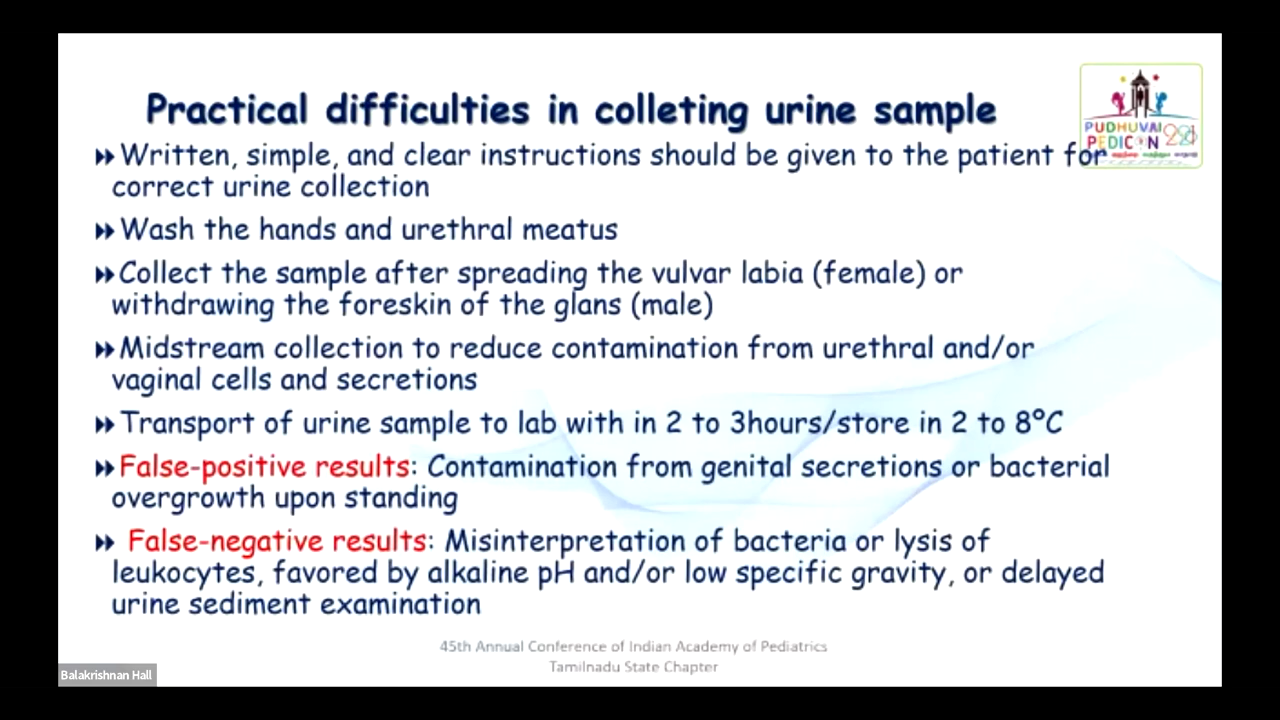 Practical difficulties in colleting urine sample
Written, simple, and clear instructions should be given to the patient for
correct urine collection
Wash the hands and urethral meatus
Collect the sample after spreading the vulvar labia (female) or
withdrawing the foreskin of the glans (male)
Midstream collection to reduce contamination from urethral and/or
vaginal cells and secretions
Transport of urine sample to lab with in 2 to 3hours/store in 2 to 8°C
False-positive results: Contamination from genital secretions or bacterial
overgrowth upon standing
False-negative results: Misinterpretation of bacteria or lysis of
leukocytes, favored by alkaline pH and/or low specific gravity, or delayed
urine sediment examination
PUDHUVAI
PEDICON
45th Annual Conference of Indian Academy of Pediatrics
Tamilnadu State Chapter
Balakrishnan Hall